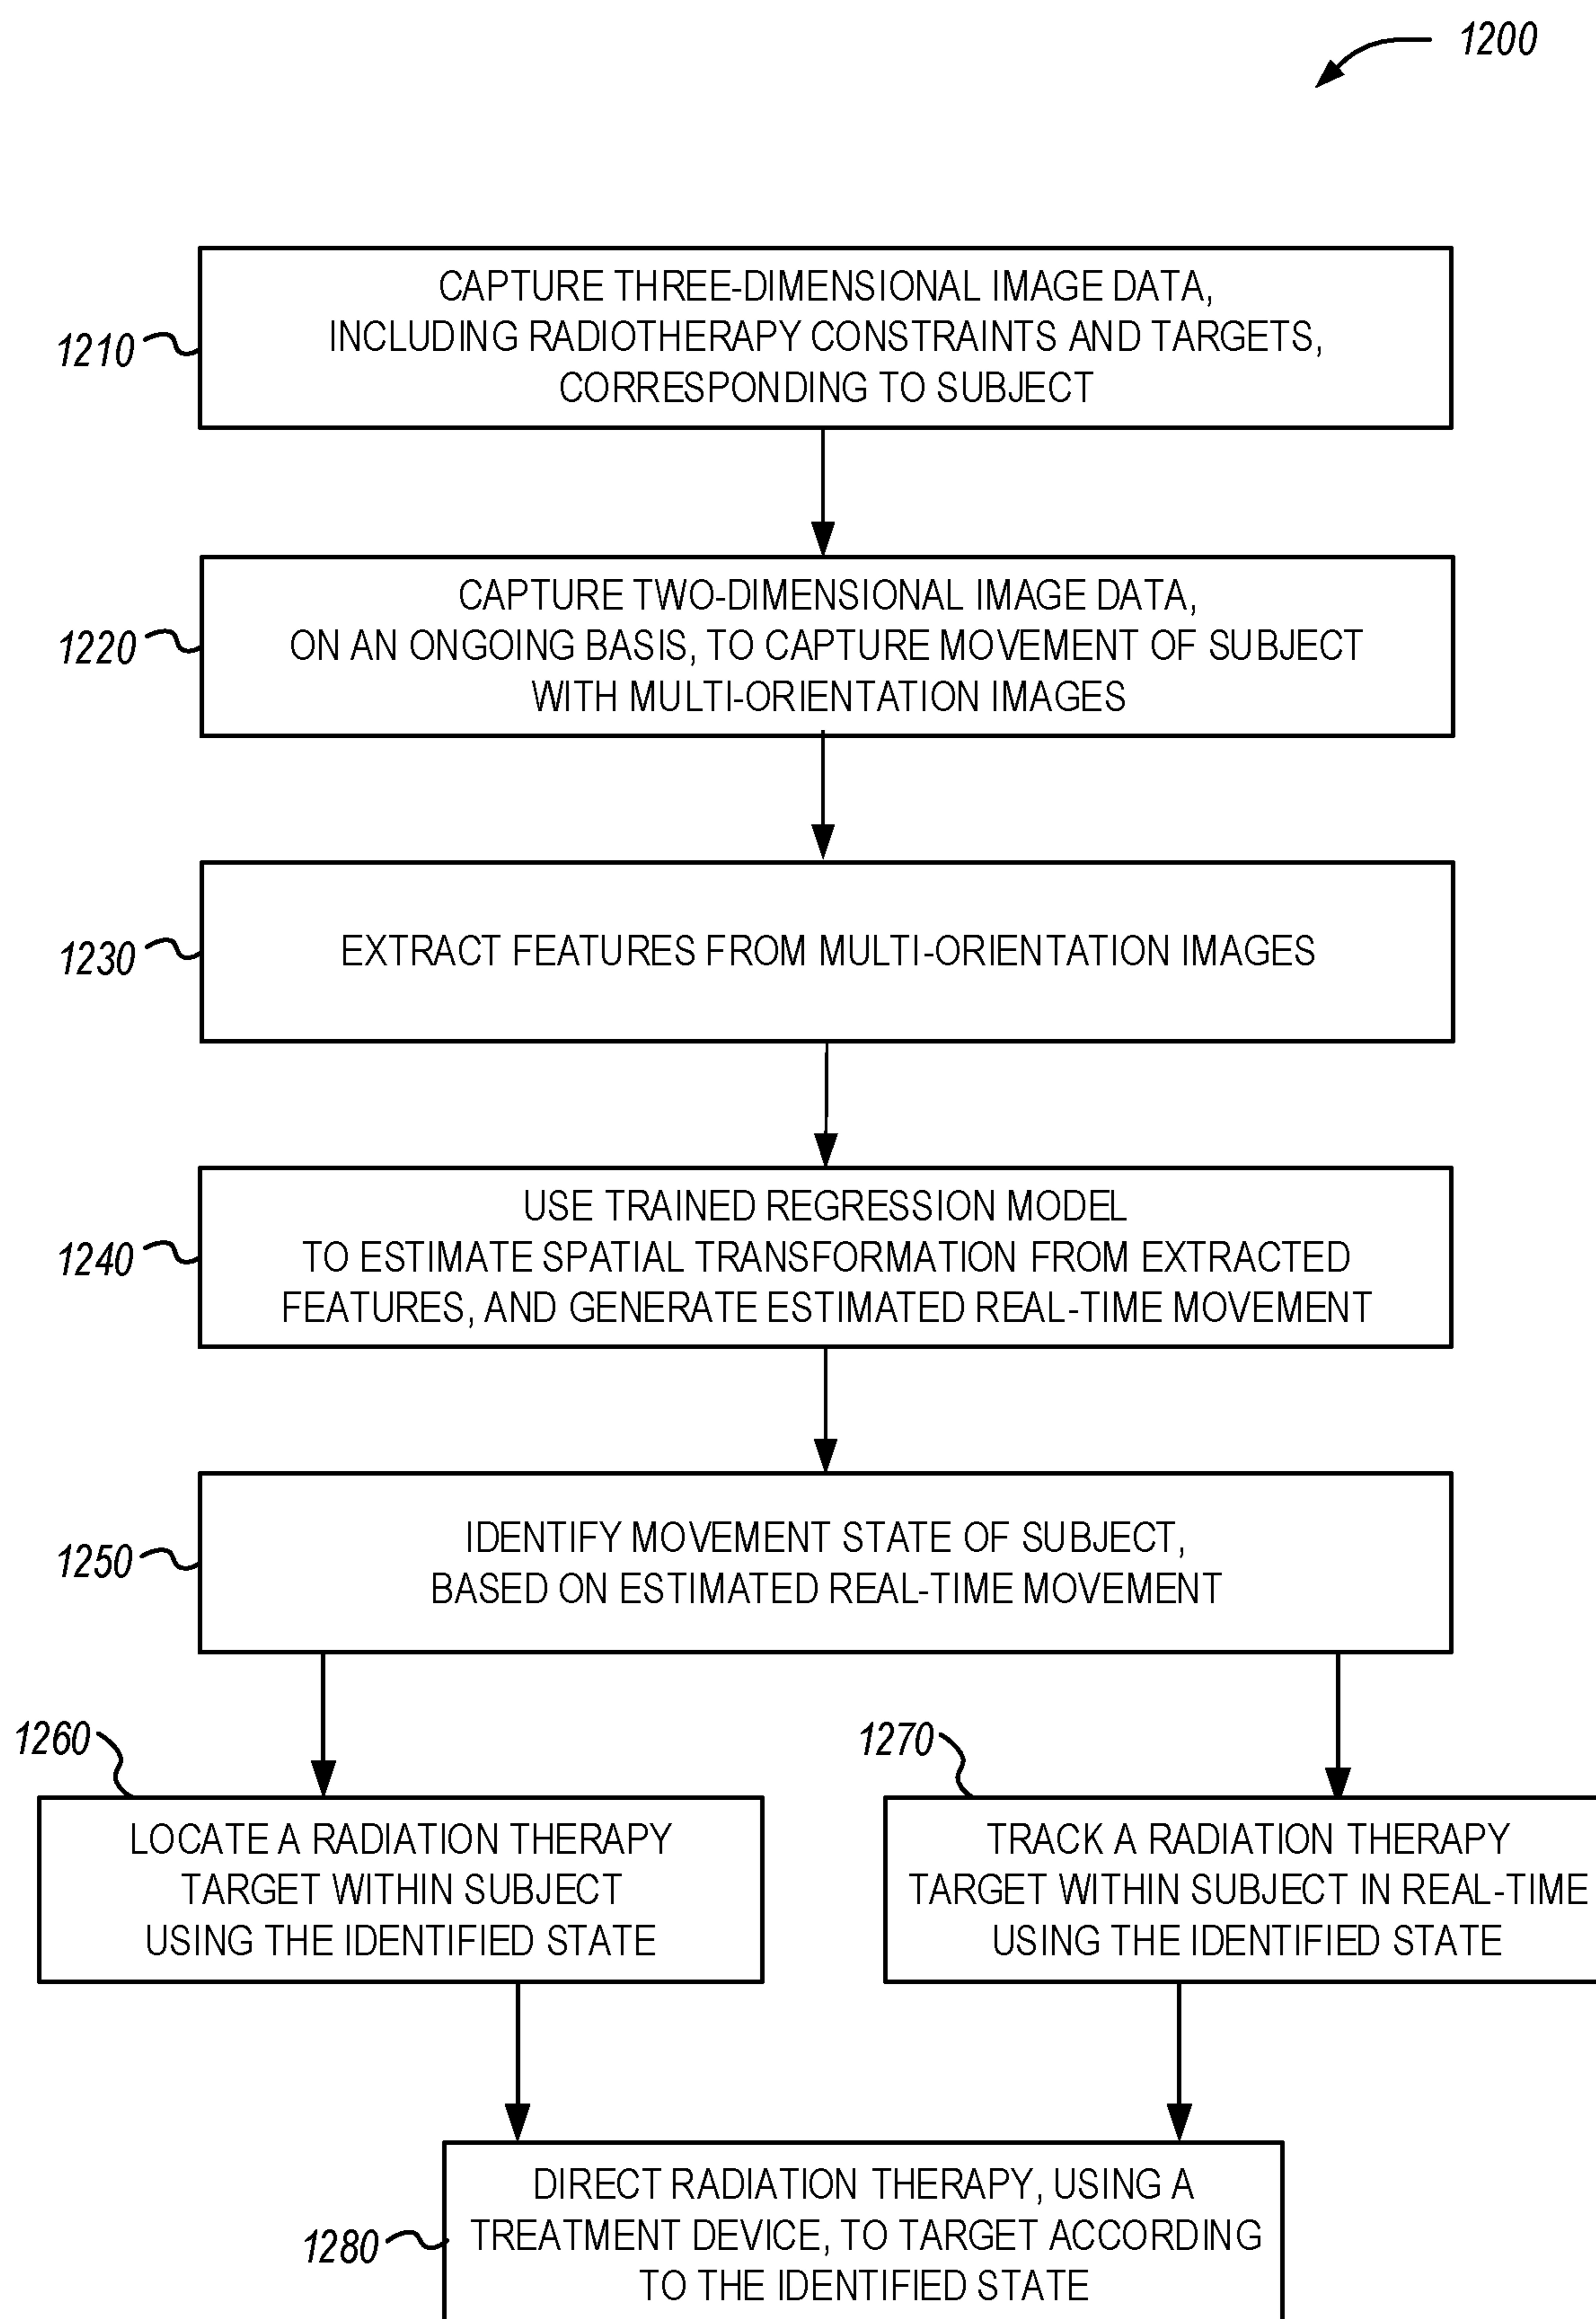 1200
1210
CAPTURE THREE-DIMENSIONAL IMAGE DATA,
INCLUDING RADIOTHERAPY CONSTRAINTS AND TARGETS,
CORRESPONDING TO SUBJECT
1220
CAPTURE TWO-DIMENSIONAL IMAGE DATA,
ON AN ONGOING BASIS, TO CAPTURE MOVEMENT OF SUBJECT
WITH MULTI-ORIENTATION IMAGES
1230
EXTRACT FEATURES FROM MULTI-ORIENTATION IMAGES
1240
USE TRAINED REGRESSION MODEL
TO ESTIMATE SPATIAL TRANSFORMATION FROM EXTRACTED
FEATURES, AND GENERATE ESTIMATED REAL-TIME MOVEMENT
1250
IDENTIFY MOVEMENT STATE OF SUBJECT,
BASED ON ESTIMATED REAL-TIME MOVEMENT
1260
LOCATE A RADIATION THERAPY
TARGET WITHIN SUBJECT
USING THE IDENTIFIED STATE
1270
TRACK A RADIATION THERAPY
TARGET WITHIN SUBJECT IN REAL-TIME
USING THE IDENTIFIED STATE
1280
DIRECT RADIATION THERAPY, USING A
TREATMENT DEVICE, TO TARGET ACCORDING
TO THE IDENTIFIED STATE